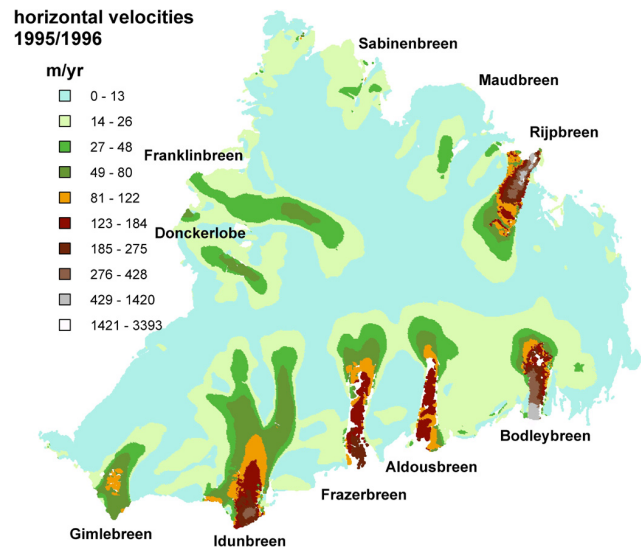 horizontal velocities
1995/1996
m/yr
0 - 13
14 - 26
27 - 48
49 - 80
81 - 122
123 - 184
185 - 275
276 - 428
429 - 1420
1421 - 3393
Sabinenbreen
Maudbreen
Rijpbreen
Franklinbreen
Donckerlobe
Bodleybreen
Aldousbreen
Frazerbreen
Gimlebreen
Idunbreen